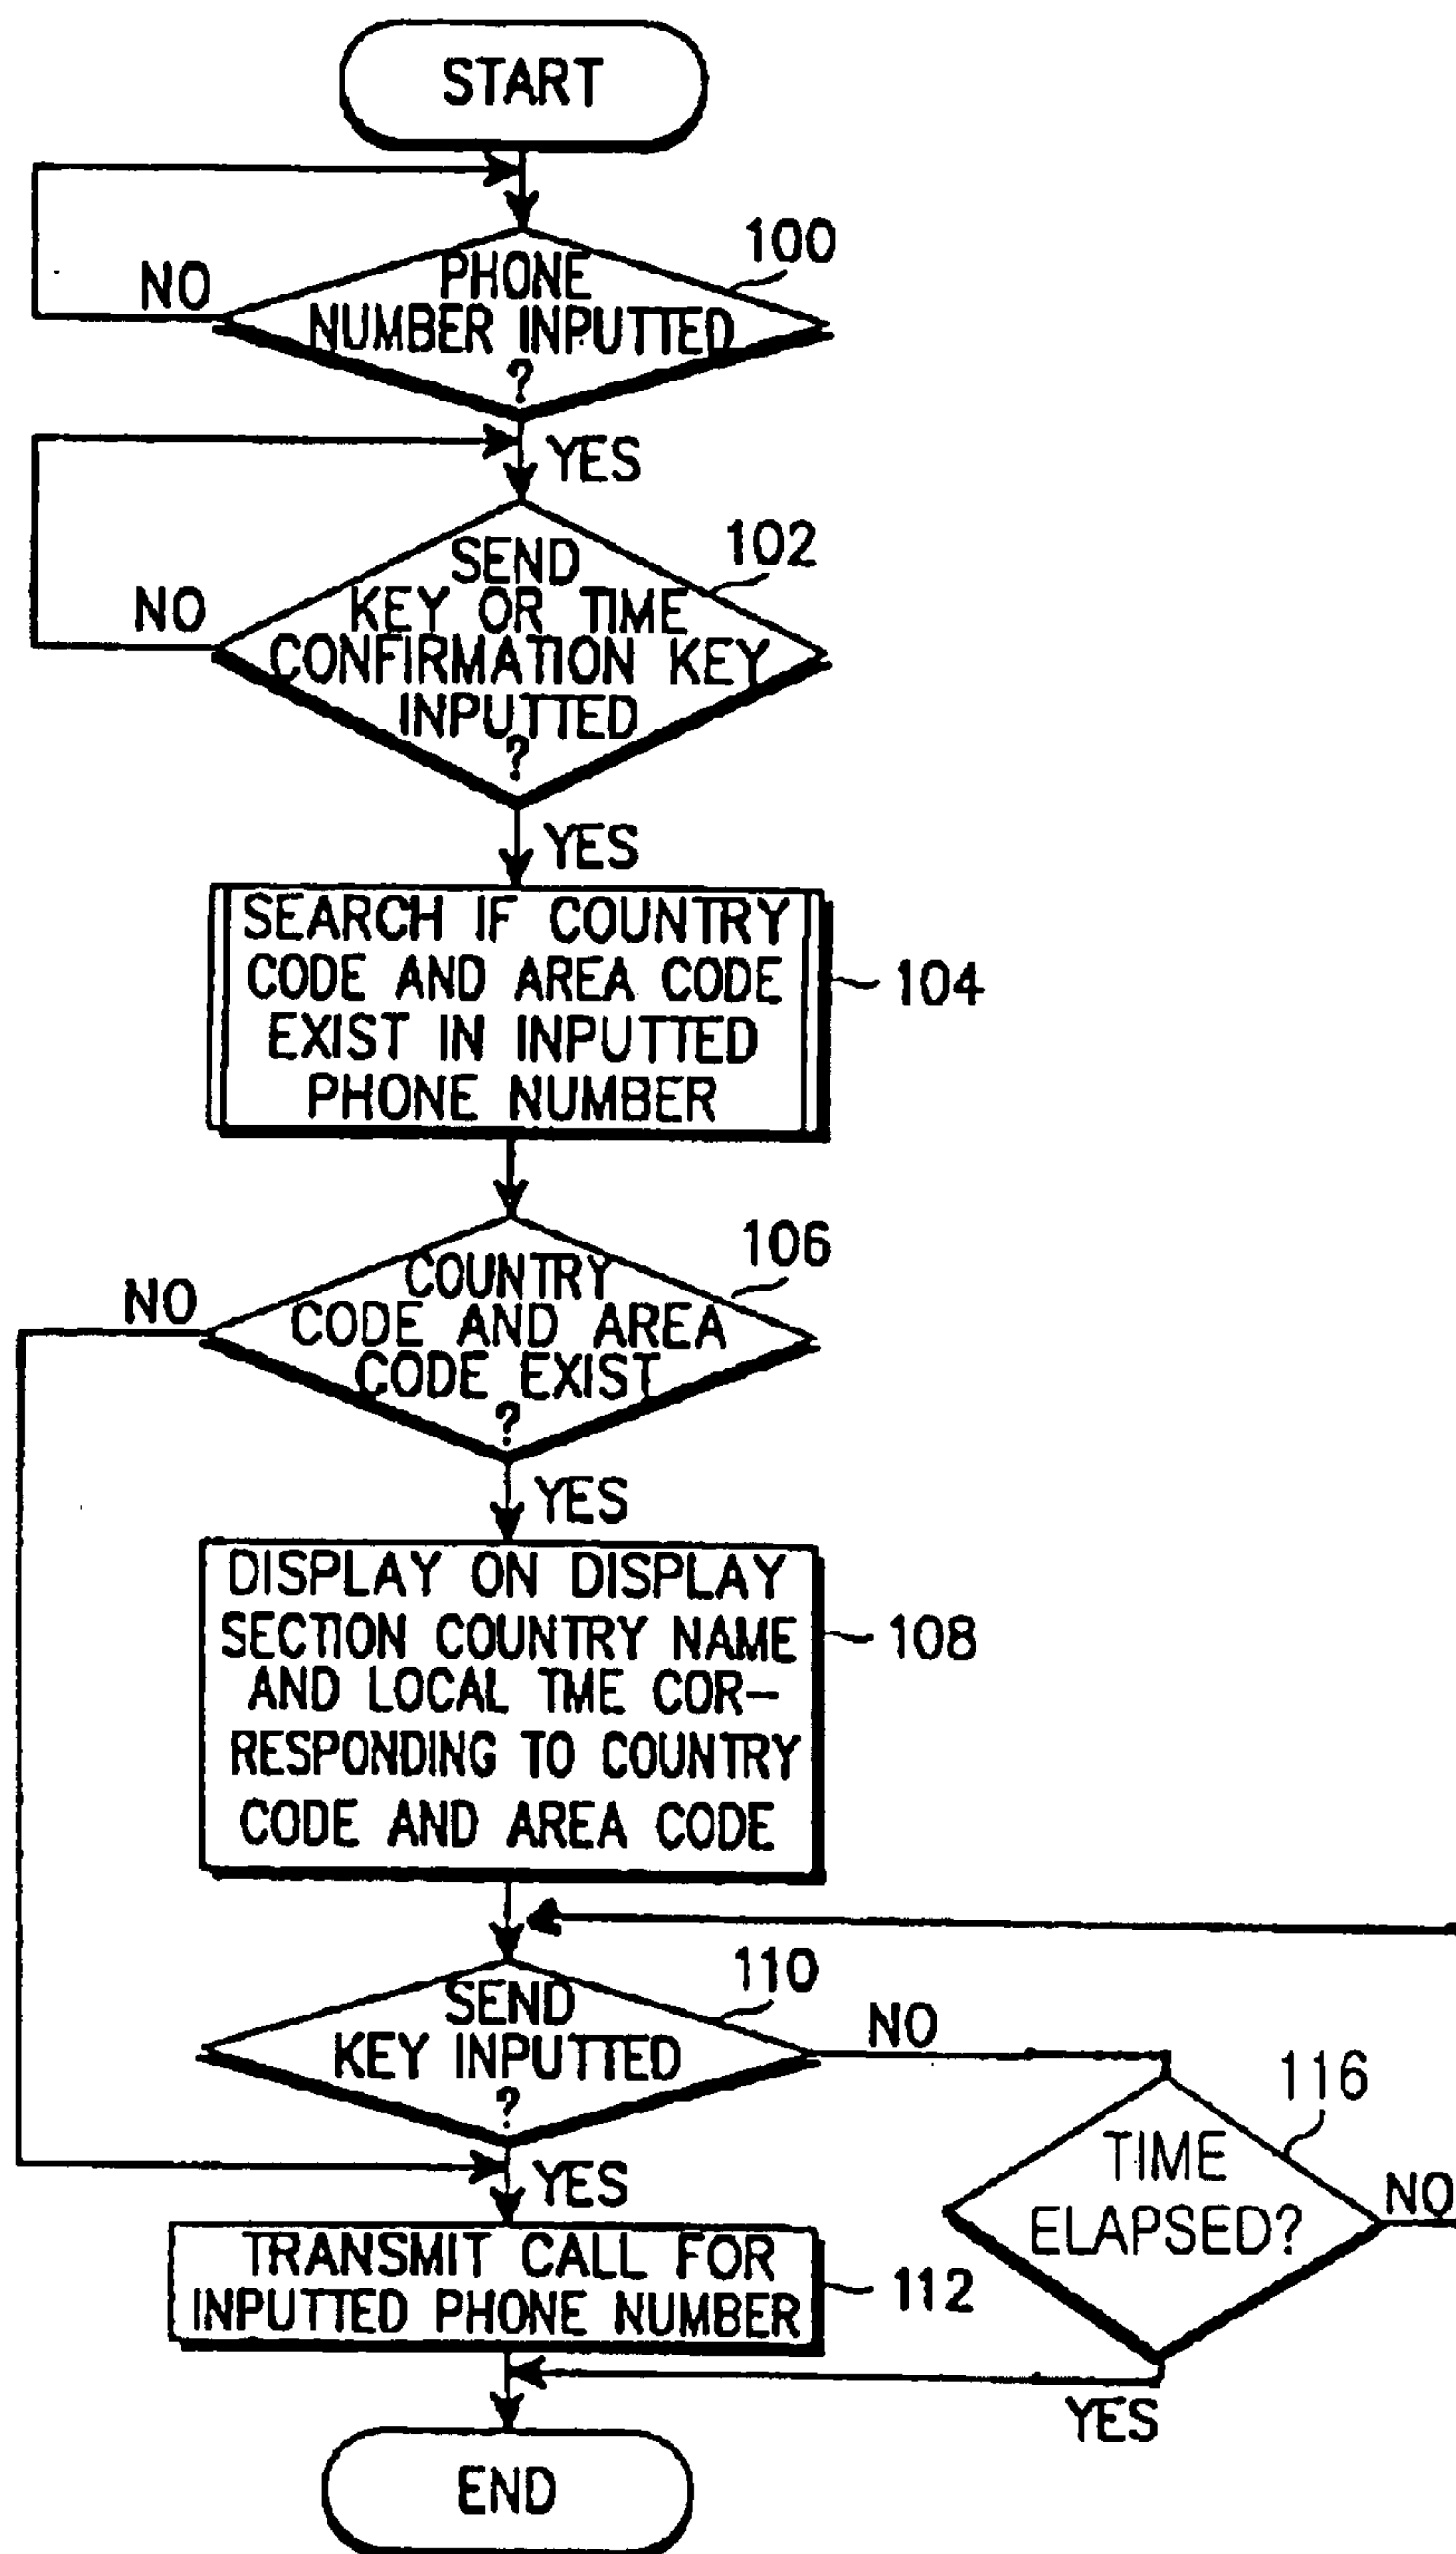 START
100
PHONE
NUMBER INPUTTED
?
NO
YES
102
SEND
KEY OR TIME
CONFIRMATION KEY
INPUTTED
?
NO
YES
SEARCH IF COUNTRY
CODE AND AREA CODE
EXIST IN INPUTTED
PHONE NUMBER
104
106
COUNTRY
CODE AND AREA
CODE EXIST
?
NO
YES
DISPLAY ON DISPLAY
SECTION COUNTRY NAME
AND LOCAL TME COR-
RESPONDING TO COUNTRY
CODE AND AREA CODE
108
110
SEND
KEY INPUTTED
?
NO
116
TIME
ELAPSED?
NO
YES
TRANSMIT CALL FOR
INPUTTED PHONE NUMBER
112
YES
END